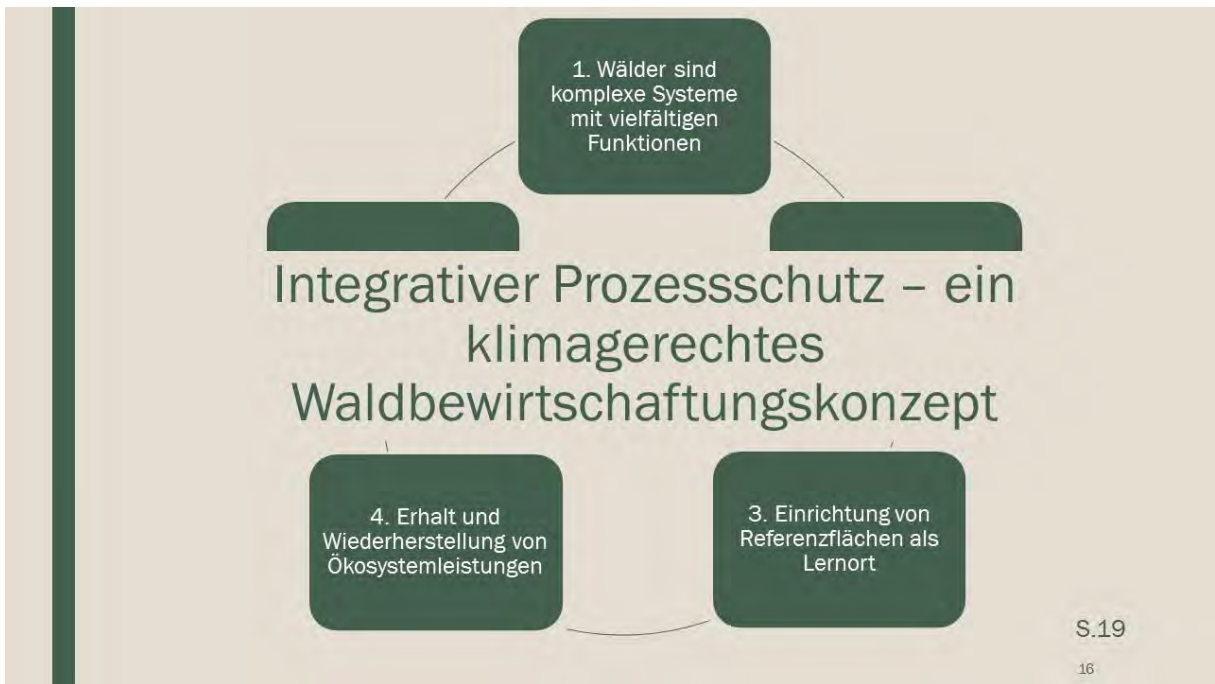 1. Wälder sind
komplexe Systeme
mit vielfältigen
Funktionen
Integrativer Prozessschutz – ein
klimagerechtes
Waldbewirtschaftungskonzept
4. Erhalt und
Wiederherstellung von
Ökosystemleistungen
3. Einrichtung von
Referenzflächen als
Lernort
S.19
16